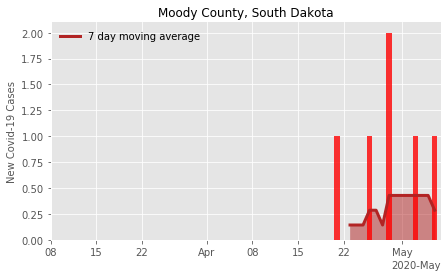 Moody County, South Dakota
7 day moving average
New Covid-19 Cases
2.00
1.75
1.50
1.25
1.00
0.75
0.50
0.25
0.00
08 15 22 Apr 08 15 22 May
2020-May